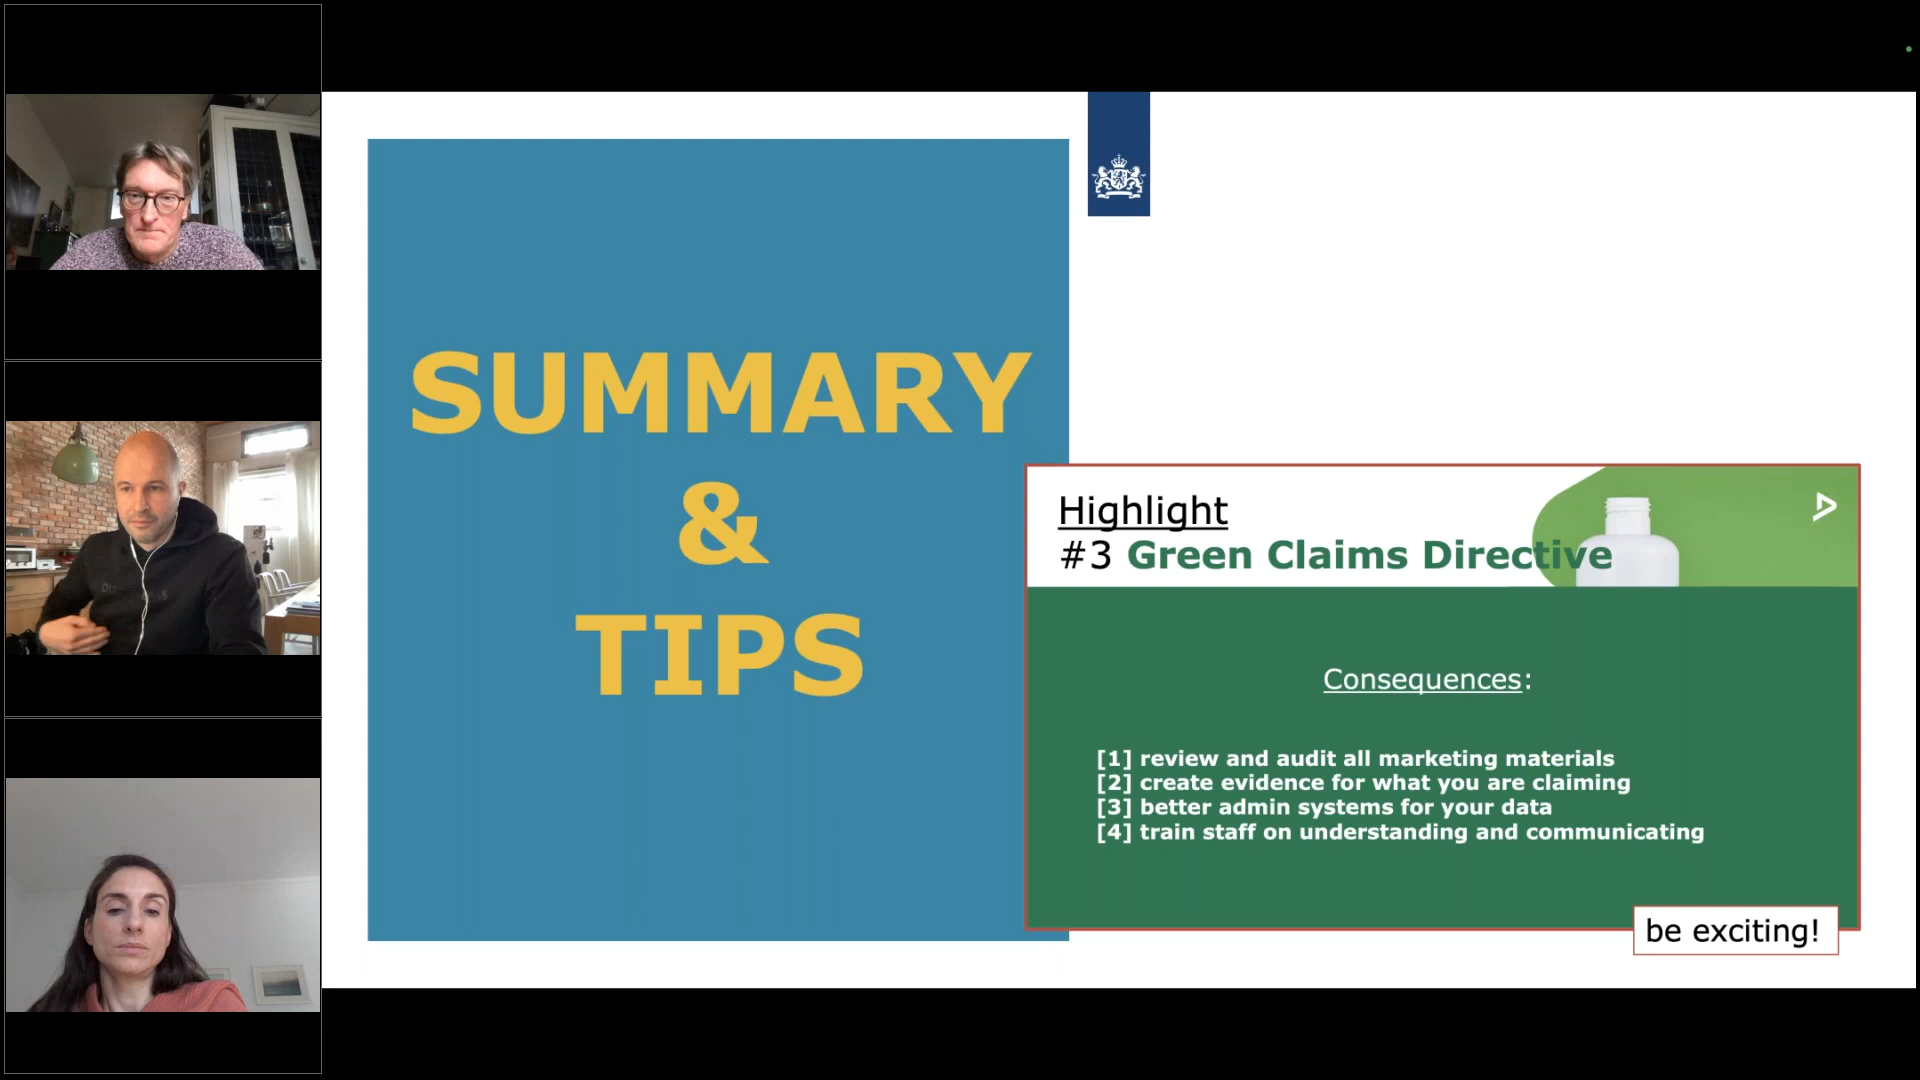 SUMMARY
&
TIPS
Highlight
#3 Green Claims Directive
Consequences:
[1] review and audit all marketing materials
[2] create evidence for what you are claiming
[3] better admin systems for your data
[4] train staff on understanding and communicating
be exciting!